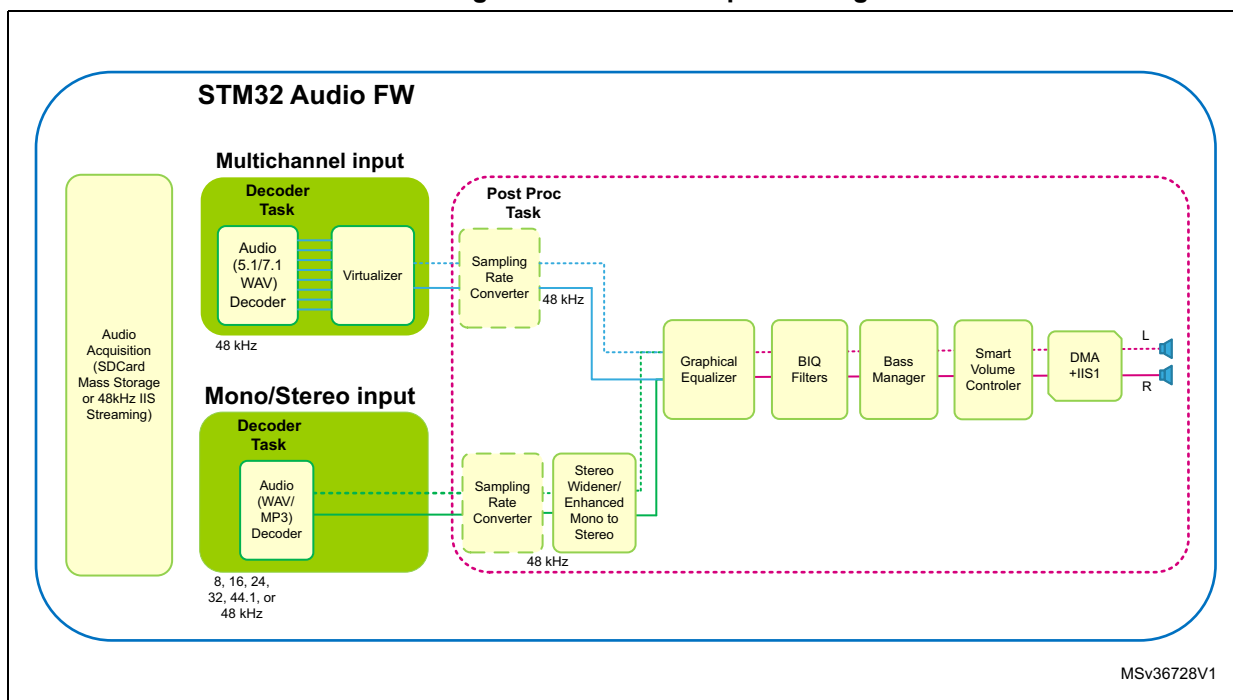 STM32 Audio FW
Multichannel input
Decoder
Task
Audio
(5.1/7.1
WAV)
Decoder
Virtualizer
48 kHz
Audio
Acquisition
(SDCard
Mass Storage
or 48kHz IIS
Streaming)
Mono/Stereo input
Decoder
Task
Audio
(WAV/
MP3)
Decoder
8, 16, 24,
32, 44.1, or
48 kHz
Post Proc
Task
Sampling
Rate
Converter
48 kHz
Sampling
Rate
Converter
48 kHz
Stereo
Widener/
Enhanced
Mono to
Stereo
Graphical
Equalizer
BIQ
Filters
Bass
Manager
Smart
Volume
Controler
DMA
+IIS1
L
R
MSv36728V1